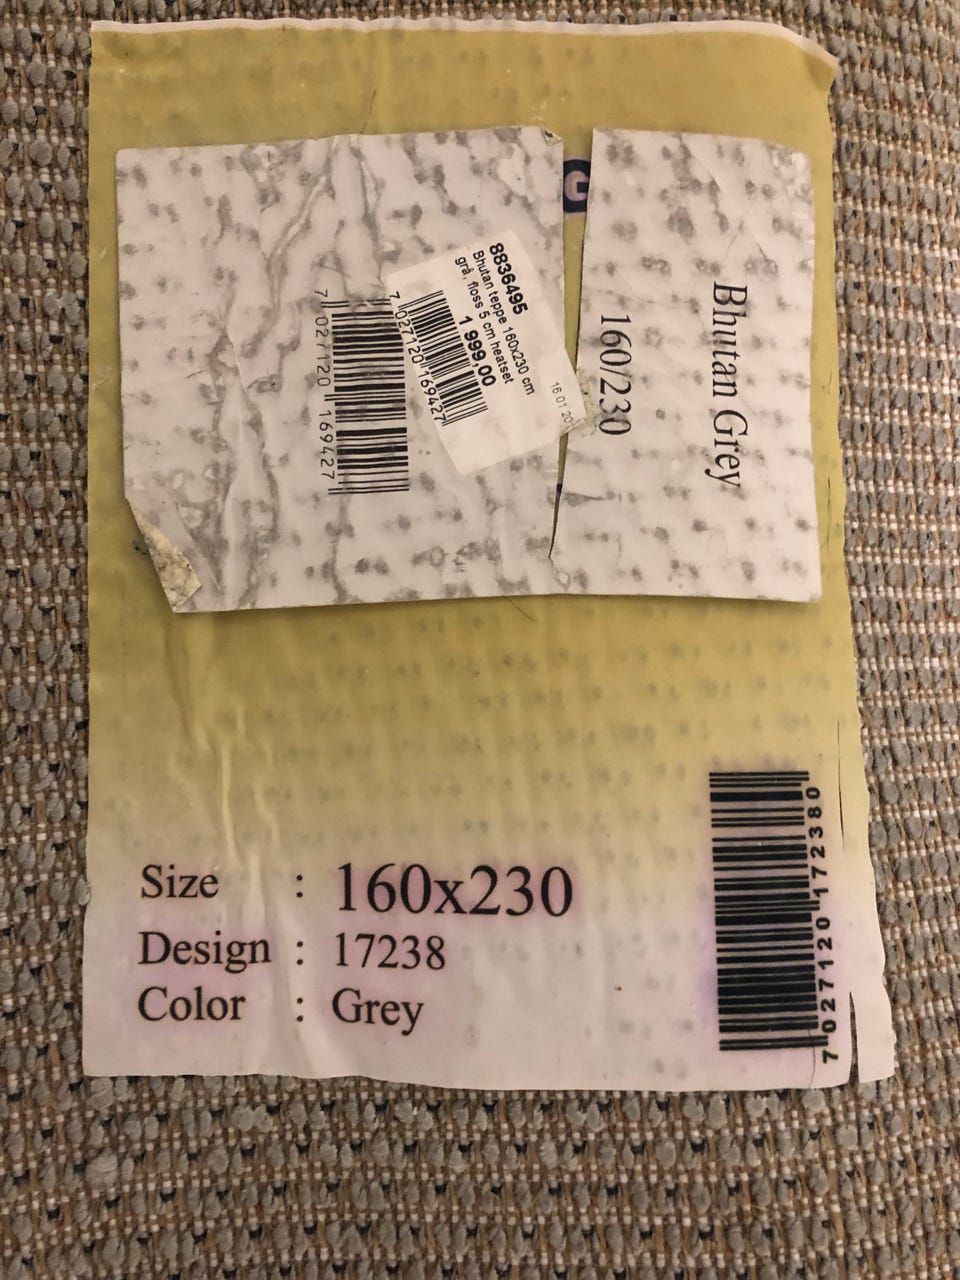 G
Bhutan Grey
160/230
8836495
Bhutan teppe 160x230 cm
grå, floss 5 cm heatset
1 999,00
7 027120 169427
16 01 20
7 027120 169427
Size : 160x230
Design : 17238
Color : Grey
7 027120 172380